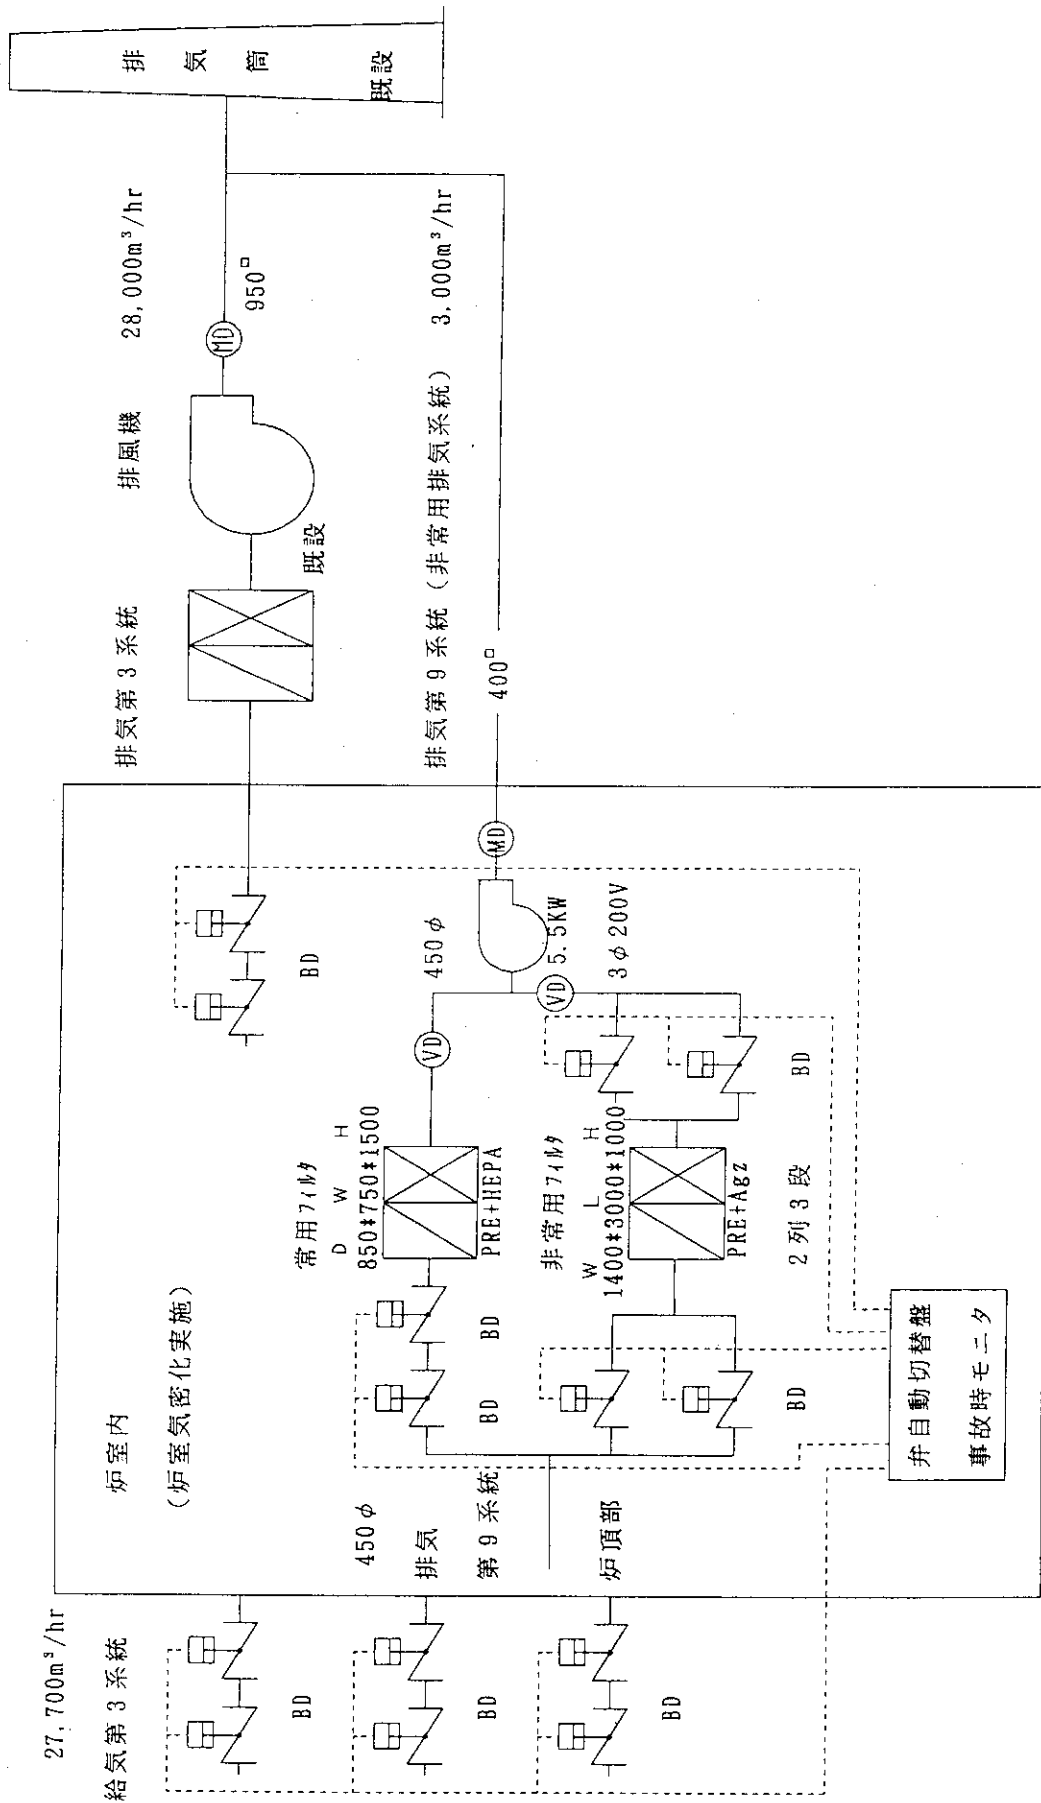 27,700m³/hr
給気第3系統
BD
BD
BD
炉室内
(炉室気密化実施)
450φ
排気
第9系統
炉頂部
常用フィルタ
D W H
850*750*1500
PRE+HEPA
BD
BD
非常用フィルタ
W L H
1400*3000*1000
PRE+Agz
2列3段
BD
BD
弁自動切替盤
事故時モニタ
BD
450φ
VD
VD
5.5KW
3φ200V
MD
排気第3系統
排風機
28,000m³/hr
既設
MD
950□
排気第9系統(非常用排気系統)
3,000m³/hr
400□
排気筒
既設